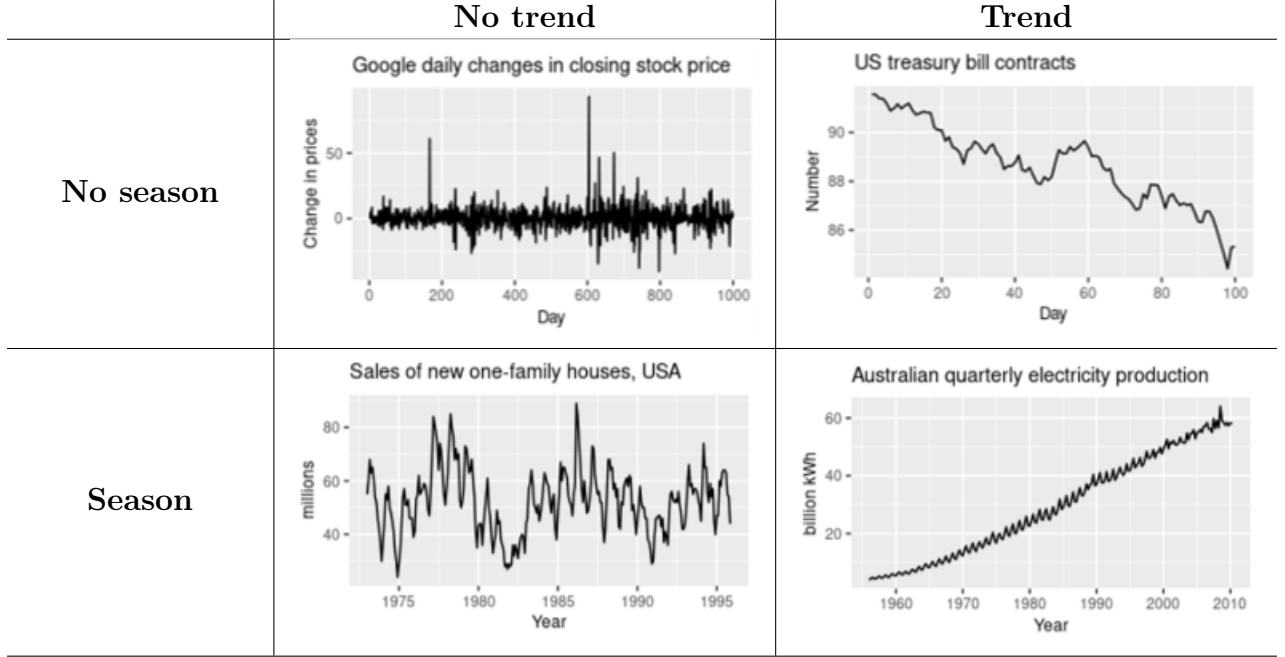 No trend
Trend
No season
Google daily changes in closing stock price
Change in prices
50
0
0 200 400 600 800 1000
Day
US treasury bill contracts
Number
90
88
86
0 20 40 60 80 100
Day
Season
Sales of new one-family houses, USA
millions
80
60
40
1975 1980 1985 1990 1995
Year
Australian quarterly electricity production
billion kWh
60
40
20
1960 1970 1980 1990 2000 2010
Year